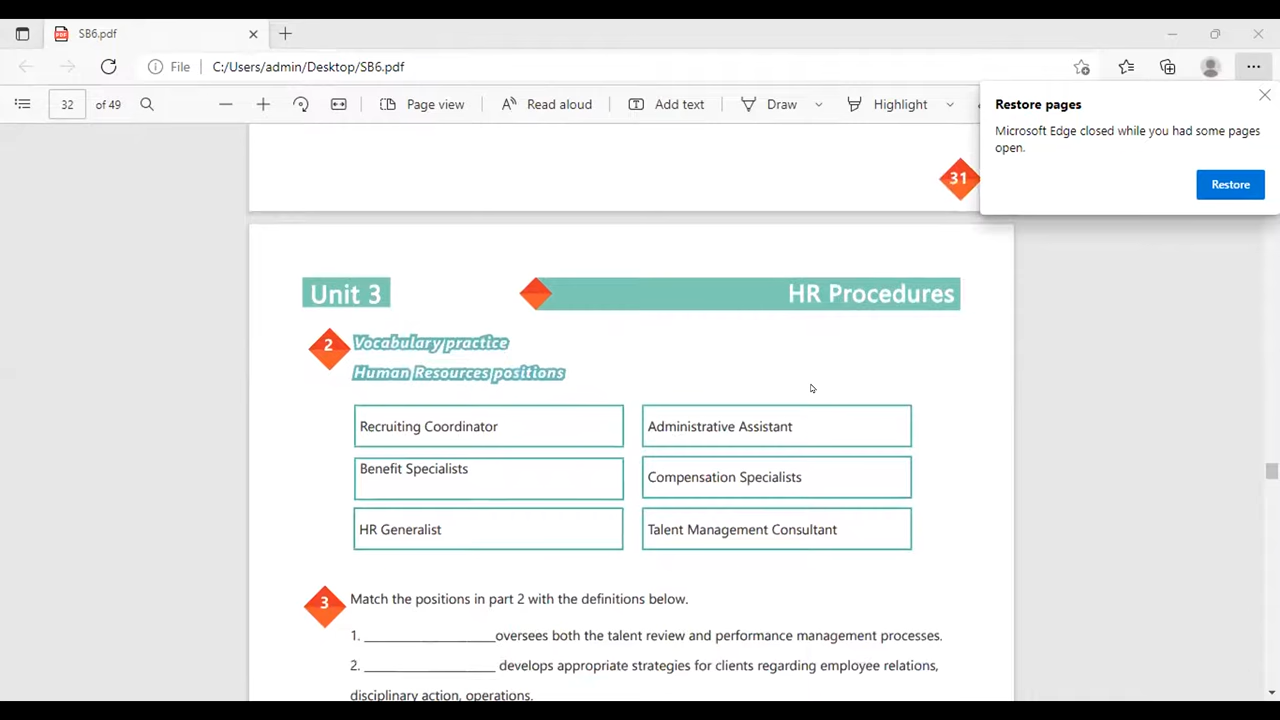 SB6.pdf
File C:/Users/admin/Desktop/SB6.pdf
32 of 49 Page view Read aloud Add text Draw Highlight
Restore pages
Microsoft Edge closed while you had some pages
open.
Restore
31
Unit 3 HR Procedures
2 Vocabulary practice
Human Resources positions
Recruiting Coordinator Administrative Assistant
Benefit Specialists Compensation Specialists
HR Generalist Talent Management Consultant
3 Match the positions in part 2 with the definitions below.
1. ____________________oversees both the talent review and performance management processes.
2. ____________________ develops appropriate strategies for clients regarding employee relations,
disciplinary action, operations.